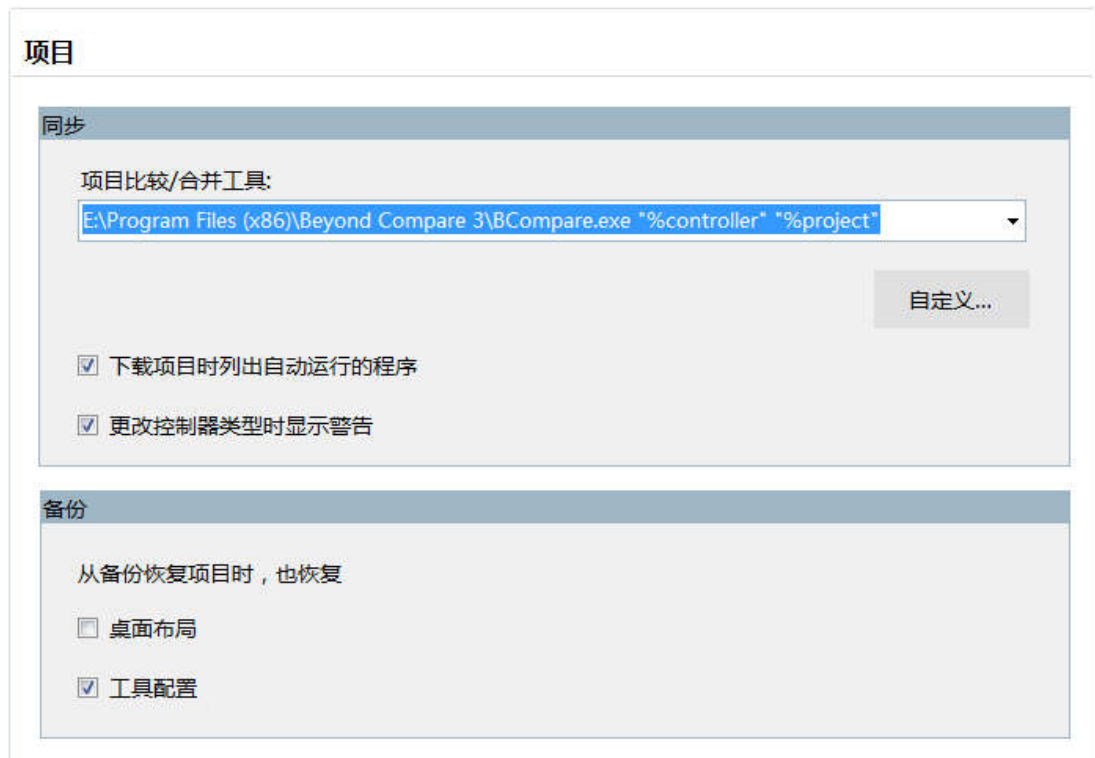 项目
同步
项目比较/合并工具:
E:\Program Files (x86)\Beyond Compare 3\BCompare.exe "%controller" "%project"
自定义...
下载项目时列出自动运行的程序
更改控制器类型时显示警告
备份
从备份恢复项目时，也恢复
桌面布局
工具配置